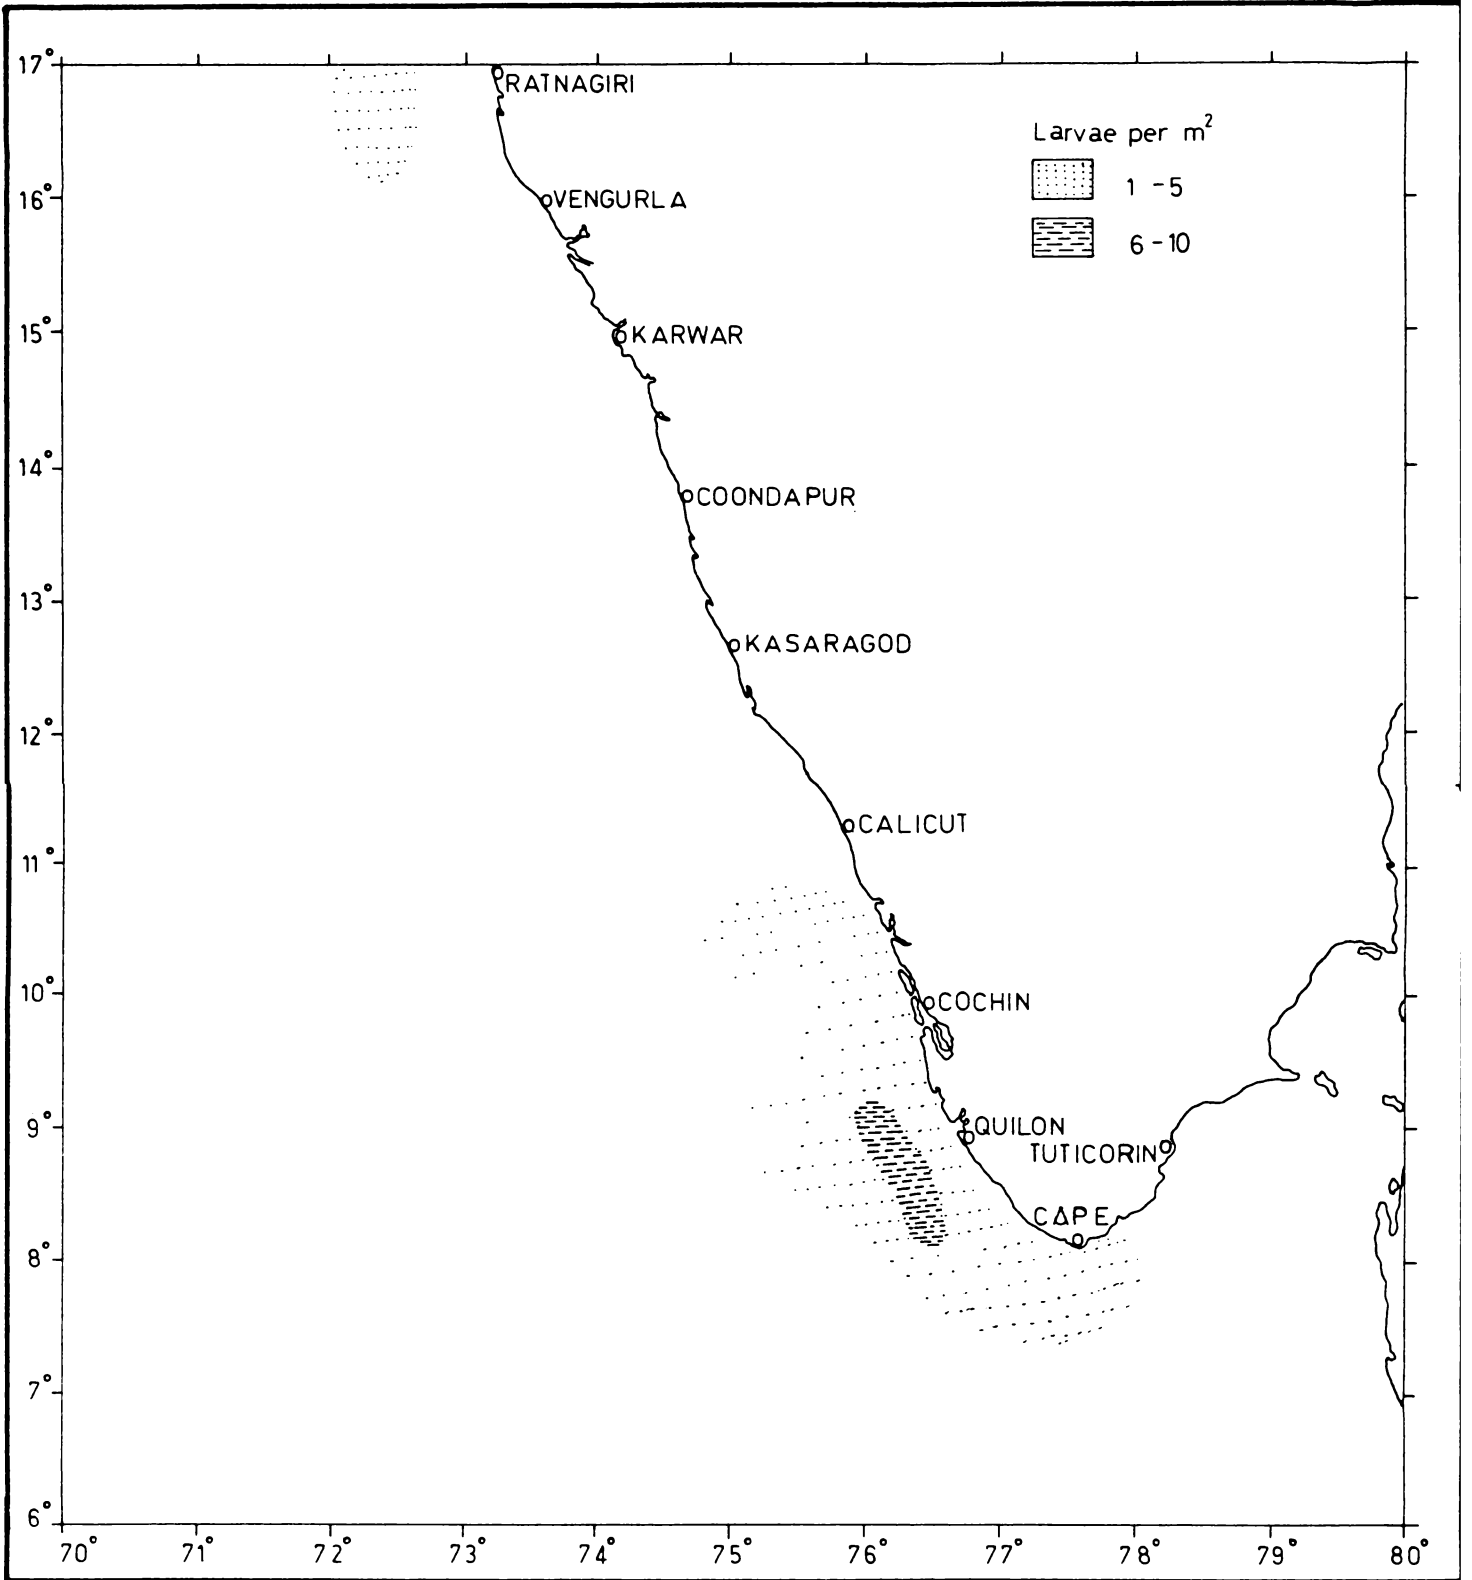 17°
RATNAGIRI
Larvae per m²
1 - 5
6 - 10
16°
VENGURLA
15°
KARWAR
14°
COONDAPUR
13°
KASARAGOD
12°
CALICUT
11°
10°
COCHIN
9°
QUILON
TUTICORIN
CAPE
8°
7°
6°
70° 71° 72° 73° 74° 75° 76° 77° 78° 79° 80°